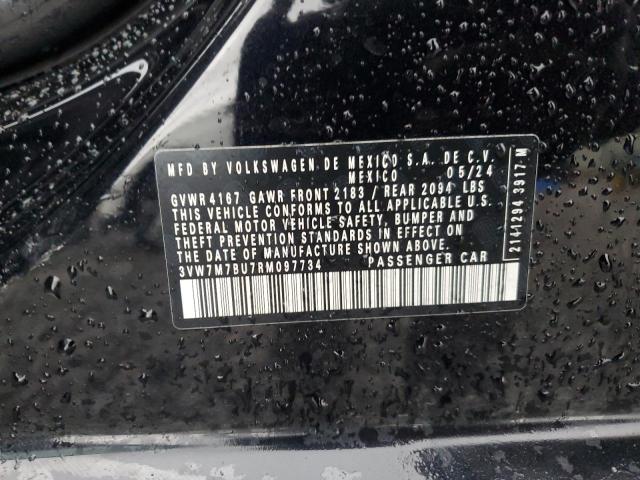 MFD BY VOLKSWAGEN DE MEXICO S.A. DE C.V.
MEXICO 05/24
GVWR 4167 GAWR FRONT 2183 / REAR 2094 LBS
THIS VEHICLE CONFORMS TO ALL APPLICABLE U.S.
FEDERAL MOTOR VEHICLE SAFETY, BUMPER AND
THEFT PREVENTION STANDARDS IN EFFECT ON
THE DATE OF MANUFACTURE SHOWN ABOVE.
3VW7M7BU7RM097734 PASSENGER CAR
2141294 3917 M